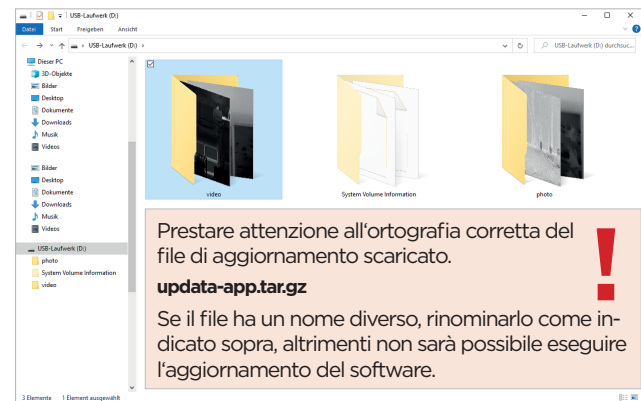 USB-Laufwerk (D:)
Datei Start Freigeben Ansicht
USB-Laufwerk (D:)
USB-Laufwerk (D:) durchsuc...
Dieser PC
3D-Objekte
Bilder
Desktop
Dokumente
Downloads
Musik
Videos
Bilder
Desktop
Dokumente
Downloads
Musik
Videos
USB-Laufwerk (D:)
photo
System Volume Information
video
video
System Volume Information
photo
Prestare attenzione all'ortografia corretta del
file di aggiornamento scaricato.
updata-app.tar.gz
Se il file ha un nome diverso, rinominarlo come in-
dicato sopra, altrimenti non sarà possibile eseguire
l'aggiornamento del software.
!
3 Elemente 1 Element ausgewählt